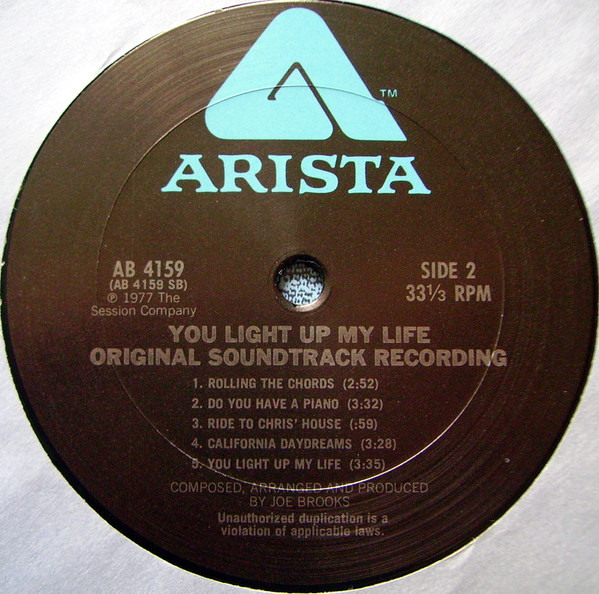 TM
ARISTA
AB 4159
(AB 4159 SB)
℗ 1977 The
Session Company
SIDE 2
33⅓ RPM
YOU LIGHT UP MY LIFE
ORIGINAL SOUNDTRACK RECORDING
1. ROLLING THE CHORDS (2:52)
2. DO YOU HAVE A PIANO (3:32)
3. RIDE TO CHRIS' HOUSE (:59)
4. CALIFORNIA DAYDREAMS (3:28)
5. YOU LIGHT UP MY LIFE (3:35)
COMPOSED, ARRANGED AND PRODUCED
BY JOE BROOKS
Unauthorized duplication is a
violation of applicable laws.